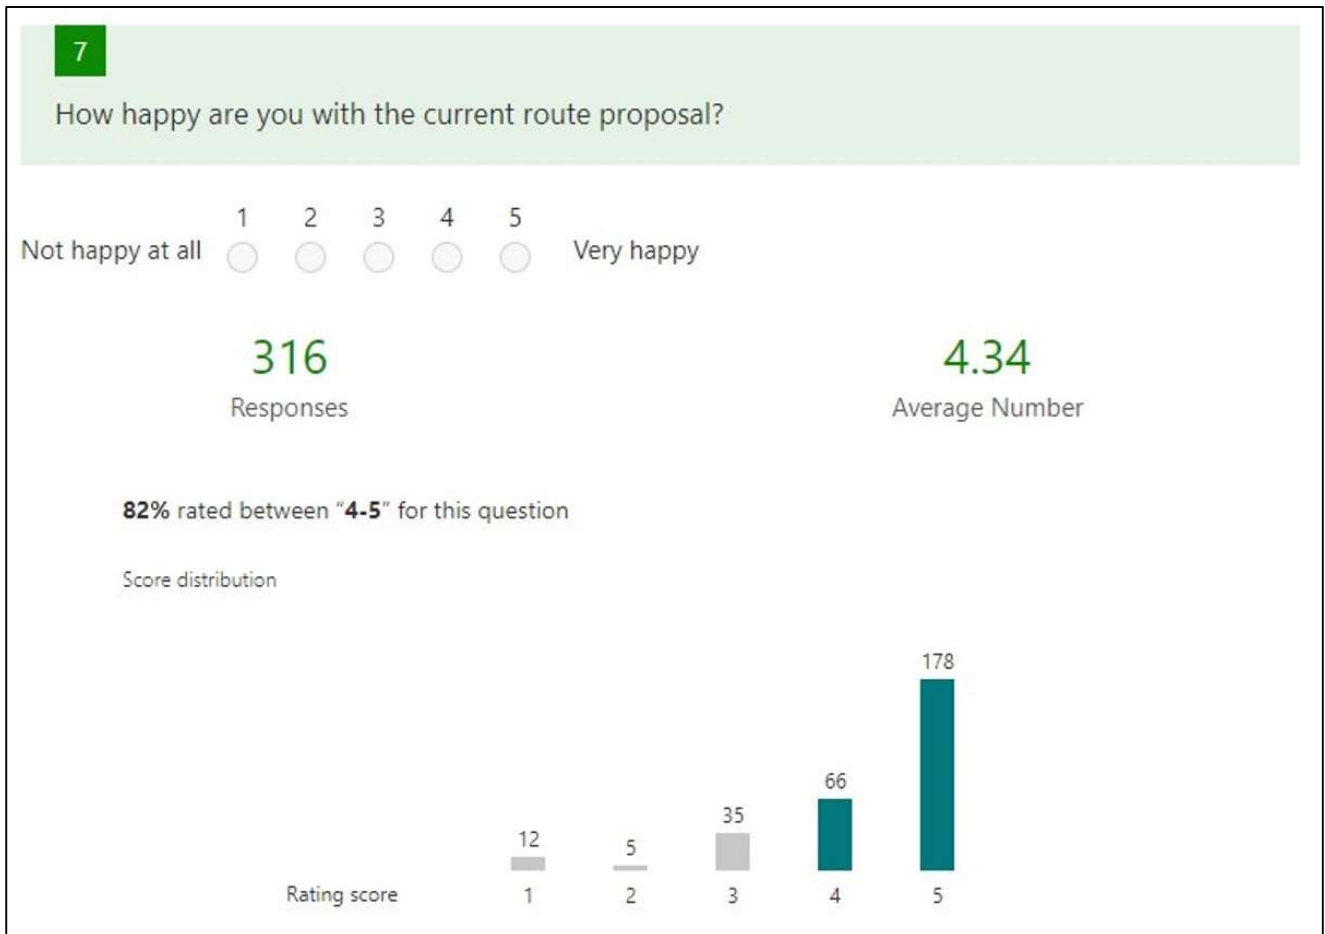 7
How happy are you with the current route proposal?
1 2 3 4 5
Not happy at all Very happy
316 4.34
Responses Average Number
82% rated between “4-5” for this question
Score distribution
178
66
35
12
5
Rating score 1 2 3 4 5